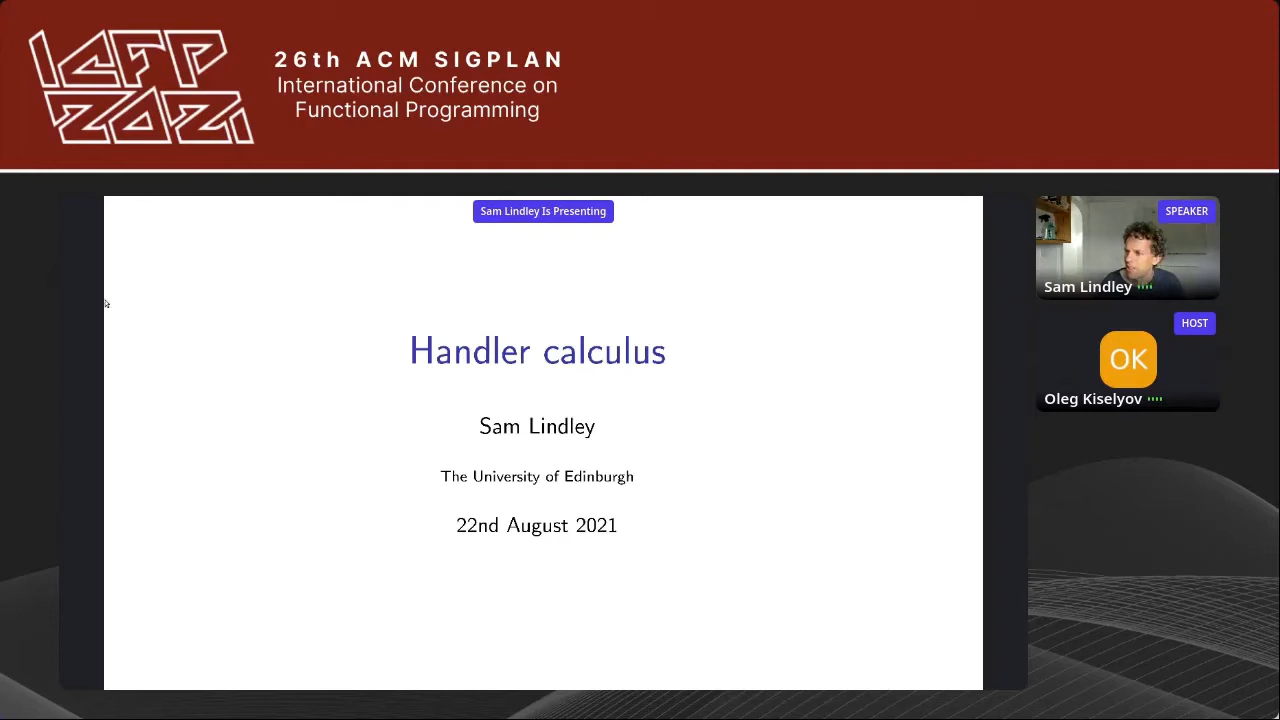 ICFP
2021
26th ACM SIGPLAN
International Conference on
Functional Programming
Sam Lindley Is Presenting
SPEAKER
Sam Lindley
HOST
OK
Oleg Kiselyov
Handler calculus
Sam Lindley
The University of Edinburgh
22nd August 2021